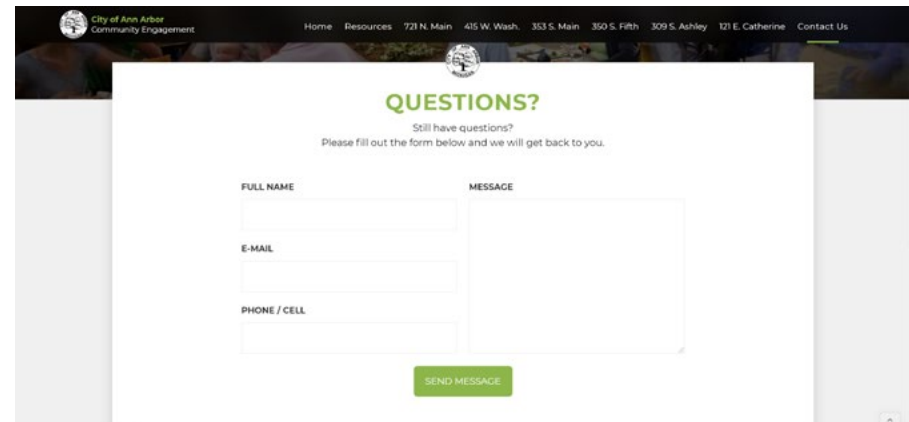 City of Ann Arbor
Community Engagement
Home Resources 721 N. Main 415 W. Wash. 353 S. Main 350 S. Fifth 309 S. Ashley 121 E. Catherine Contact Us
QUESTIONS?
Still have questions?
Please fill out the form below and we will get back to you.
FULL NAME
MESSAGE
E-MAIL
PHONE / CELL
SEND MESSAGE